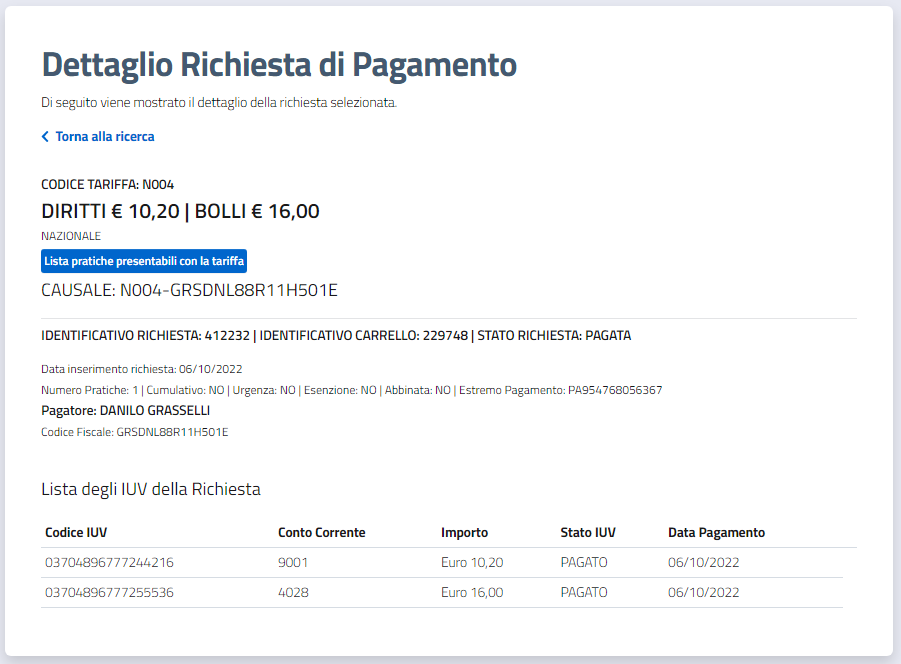 Dettaglio Richiesta di Pagamento
Di seguito viene mostrato il dettaglio della richiesta selezionata.
Torna alla ricerca
CODICE TARIFFA: N004
DIRITTI € 10,20 | BOLLI € 16,00
NAZIONALE
Lista pratiche presentabili con la tariffa
CAUSALE: N004-GRSDNL88R11H501E
IDENTIFICATIVO RICHIESTA: 412232 | IDENTIFICATIVO CARRELLO: 229748 | STATO RICHIESTA: PAGATA
Data inserimento richiesta: 06/10/2022
Numero Pratiche: 1 | Cumulativo: NO | Urgenza: NO | Esenzione: NO | Abbinata: NO | Estremo Pagamento: PA954768056367
Pagatore: DANILO GRASSELLI
Codice Fiscale: GRSDNL88R11H501E
Lista degli IUV della Richiesta
Codice IUV Conto Corrente Importo Stato IUV Data Pagamento
03704896777244216 9001 Euro 10,20 PAGATO 06/10/2022
03704896777255536 4028 Euro 16,00 PAGATO 06/10/2022